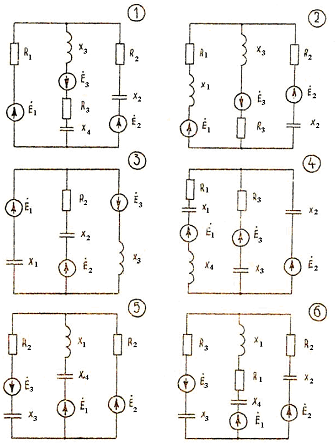 1
R₁
X₃
R₂
Ė₃
X₂
Ė₁
R₃
X₄
Ė₂
2
R₁
X₃
R₂
X₁
Ė₃
Ė₂
Ė₁
R₃
X₂
3
Ė₁
R₂
Ė₃
X₂
X₁
Ė₂
X₃
4
R₁
X₁
R₃
X₂
Ė₁
Ė₃
X₄
X₃
Ė₂
5
R₂
X₁
R₂
Ė₃
X₄
X₃
Ė₁
Ė₂
6
R₃
X₁
R₂
Ė₃
R₁
X₂
X₃
X₄
Ė₁
Ė₂